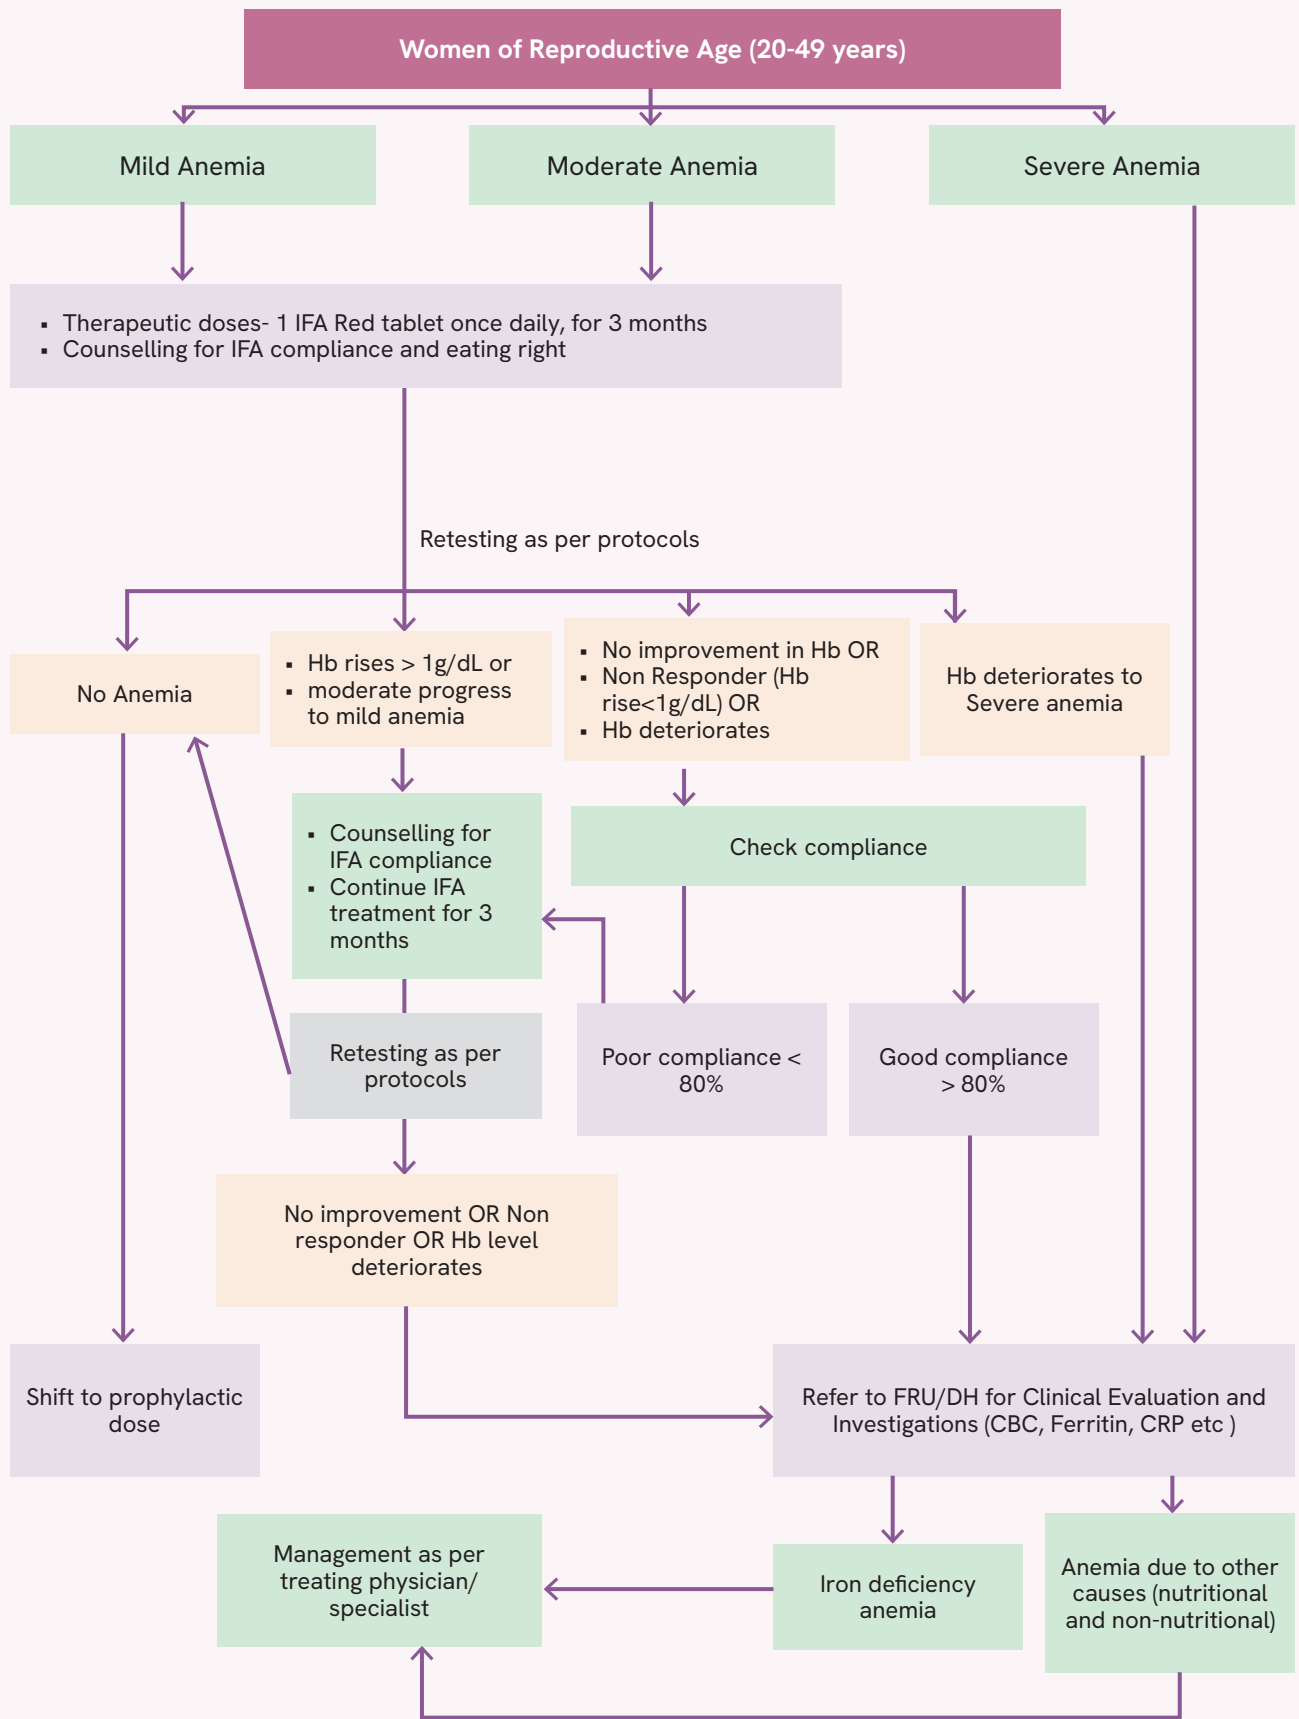 Women of Reproductive Age (20-49 years)
Mild Anemia
Moderate Anemia
Severe Anemia
▪ Therapeutic doses- 1 IFA Red tablet once daily, for 3 months
▪ Counselling for IFA compliance and eating right
Retesting as per protocols
No Anemia
▪ Hb rises > 1g/dL or
▪ moderate progress
to mild anemia
▪ No improvement in Hb OR
▪ Non Responder (Hb
rise<1g/dL) OR
▪ Hb deteriorates
Hb deteriorates to
Severe anemia
▪ Counselling for
IFA compliance
▪ Continue IFA
treatment for 3
months
Check compliance
Retesting as per
protocols
Poor compliance <
80%
Good compliance
> 80%
No improvement OR Non
responder OR Hb level
deteriorates
Shift to prophylactic
dose
Refer to FRU/DH for Clinical Evaluation and
Investigations (CBC, Ferritin, CRP etc )
Management as per
treating physician/
specialist
Iron deficiency
anemia
Anemia due to other
causes (nutritional
and non-nutritional)